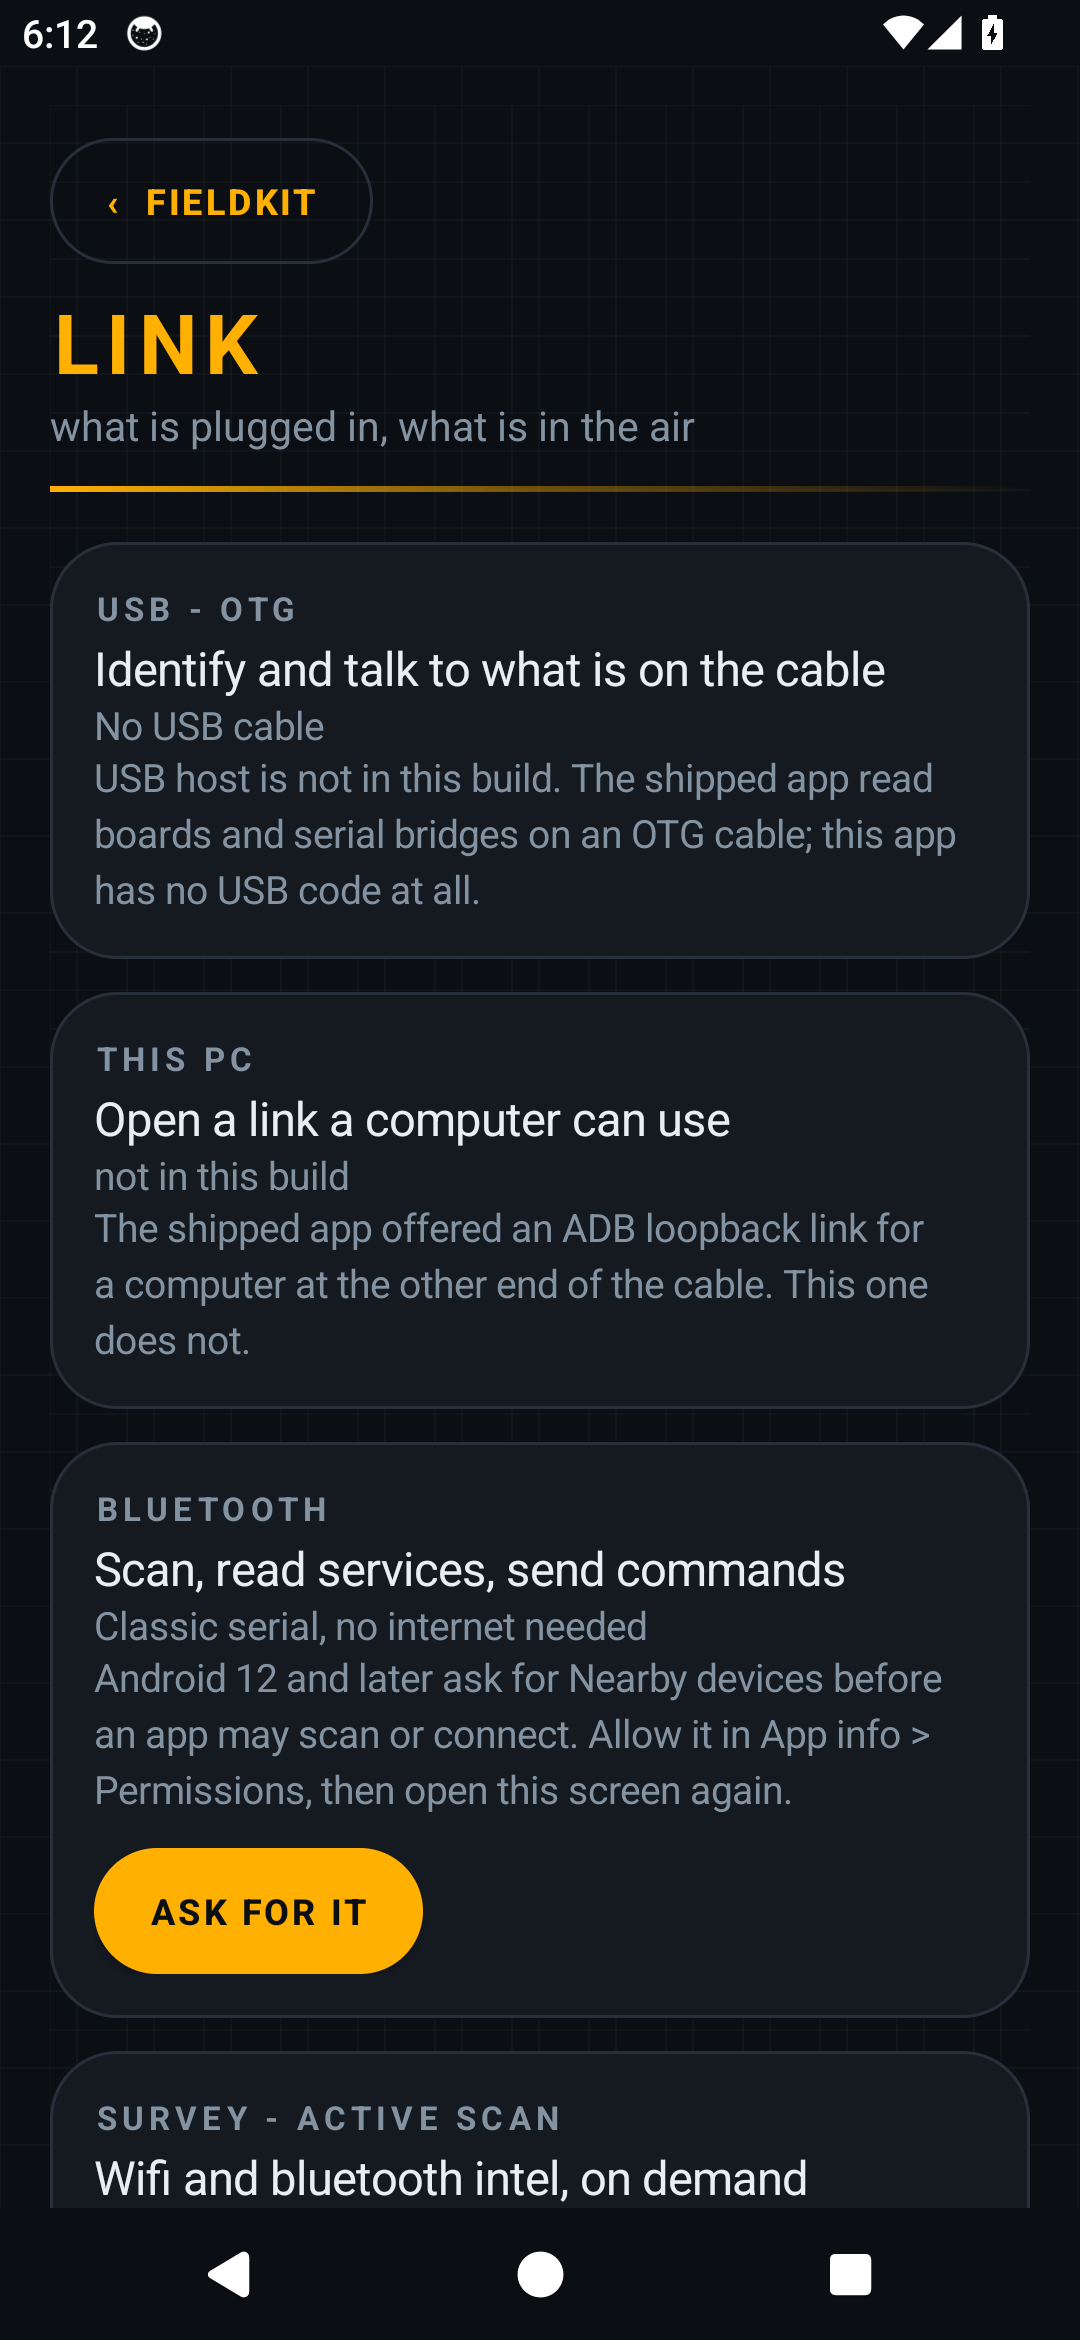 6:12
‹ FIELDKIT
LINK
what is plugged in, what is in the air
USB - OTG
Identify and talk to what is on the cable
No USB cable
USB host is not in this build. The shipped app read
boards and serial bridges on an OTG cable; this app
has no USB code at all.
THIS PC
Open a link a computer can use
not in this build
The shipped app offered an ADB loopback link for
a computer at the other end of the cable. This one
does not.
BLUETOOTH
Scan, read services, send commands
Classic serial, no internet needed
Android 12 and later ask for Nearby devices before
an app may scan or connect. Allow it in App info >
Permissions, then open this screen again.
ASK FOR IT
SURVEY - ACTIVE SCAN
Wifi and bluetooth intel, on demand